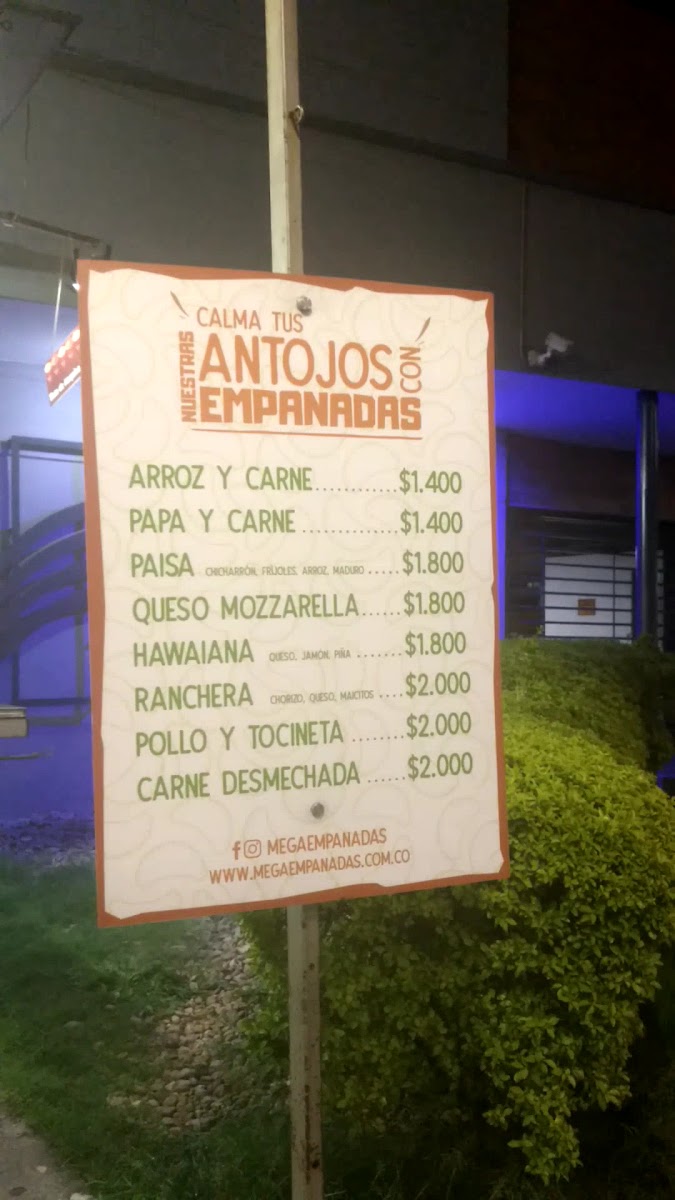 CALMA TUS
ANTOJOS CON
NUESTRAS
EMPANADAS
ARROZ Y CARNE............$1.400
PAPA Y CARNE ..............$1.400
PAISA CHICHARRÓN, FRIJOLES, ARROZ, MADURO .....$1.800
QUESO MOZZARELLA......$1.800
HAWAIANA QUESO, JAMÓN, PIÑA .......$1.800
RANCHERA CHORIZO, QUESO, MAICITOS ....$2.000
POLLO Y TOCINETA ........$2.000
CARNE DESMECHADA ......$2.000
MEGAEMPANADAS
WWW.MEGAEMPANADAS.COM.CO